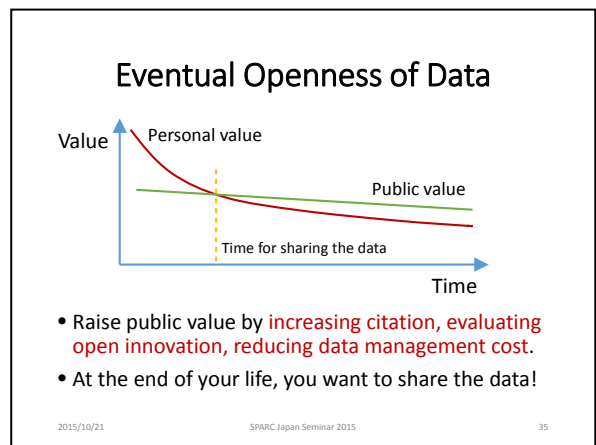 Eventual Openness of Data
Value
Personal value
Public value
Time for sharing the data
Time
• Raise public value by increasing citation, evaluating
open innovation, reducing data management cost.
• At the end of your life, you want to share the data!
2015/10/21 SPARC Japan Seminar 2015 35